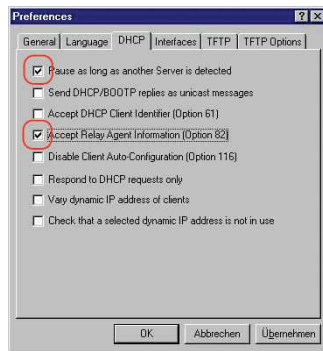 Preferences
General Language DHCP Interfaces TFTP TFTP Options
Pause as long as another Server is detected
Send DHCP/BOOTP replies as unicast messages
Accept DHCP Client Identifier (Option 61)
Accept Relay Agent Information (Option 82)
Disable Client Auto-Configuration (Option 116)
Respond to DHCP requests only
Vary dynamic IP address of clients
Check that a selected dynamic IP address is not in use
OK Abbrechen Übernehmen